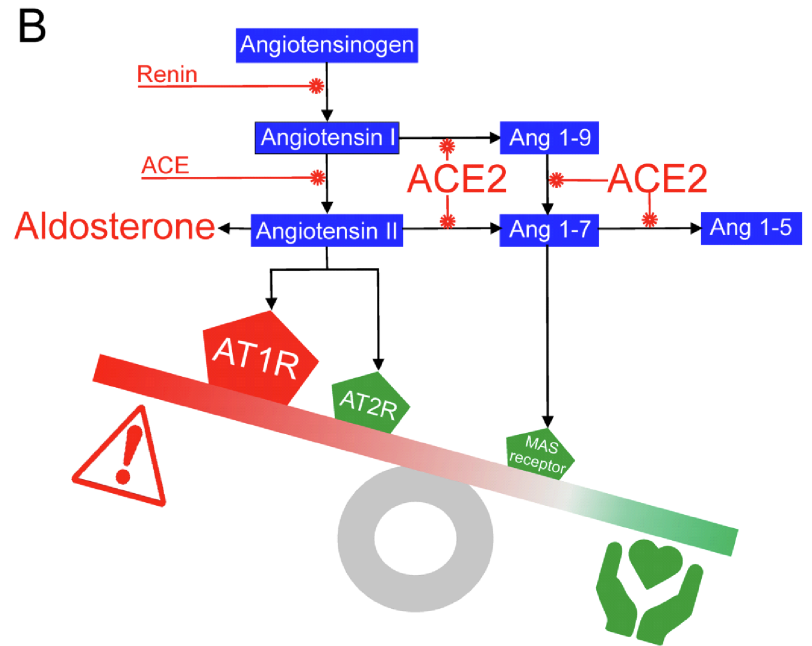 B
Angiotensinogen
Renin
Angiotensin I
Ang 1-9
ACE
ACE2
ACE2
Aldosterone
Angiotensin II
Ang 1-7
Ang 1-5
AT1R
AT2R
MAS
receptor